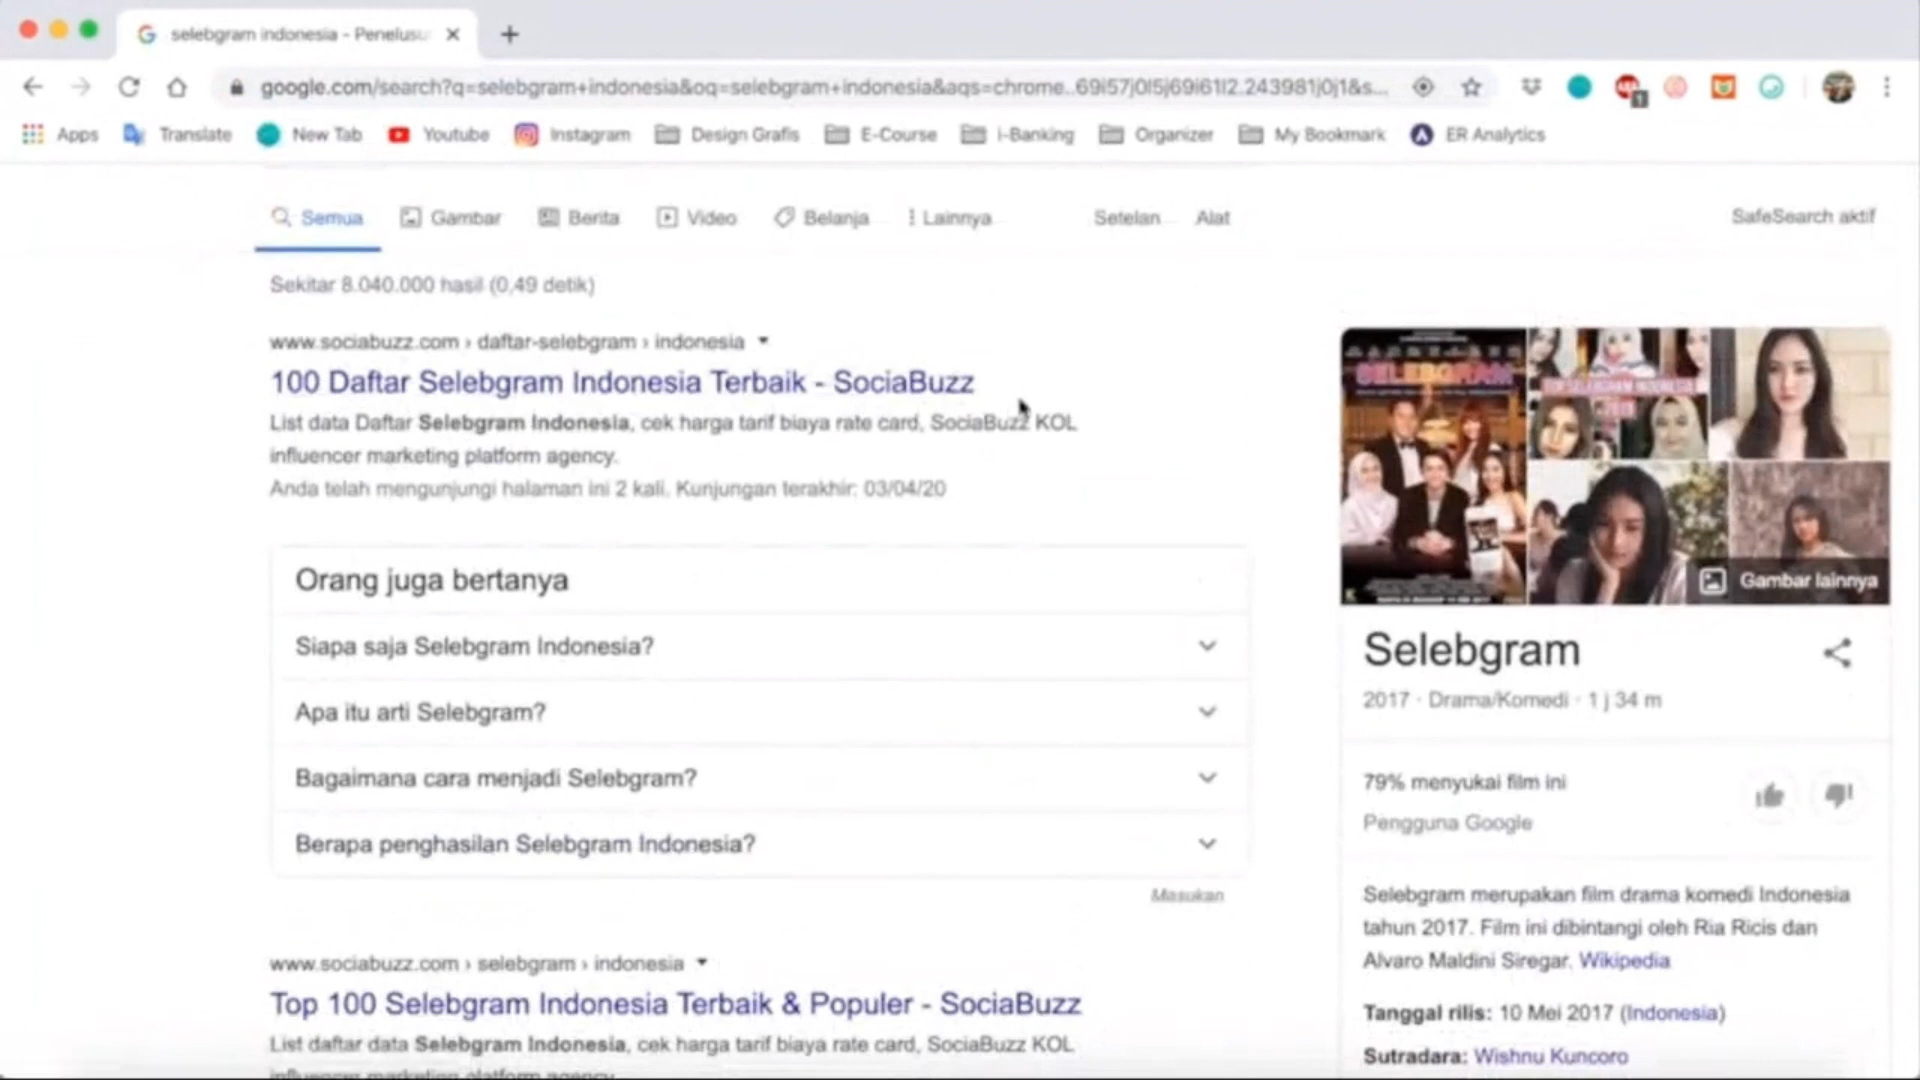 selebgram indonesia - Penelusu
google.com/search?q=selebgram+indonesia&oq=selebgram+indonesia&aqs=chrome..69i57j0l5j69i61l2.243981j0j1&s...
1
Apps Translate New Tab Youtube Instagram Design Grafis E-Course i-Banking Organizer My Bookmark ER Analytics
Semua Gambar Berita Video Belanja Lainnya Setelan Alat SafeSearch aktif
Sekitar 8.040.000 hasil (0,49 detik)
www.sociabuzz.com › daftar-selebgram › indonesia
100 Daftar Selebgram Indonesia Terbaik - SociaBuzz
List data Daftar Selebgram Indonesia, cek harga tarif biaya rate card, SociaBuzz KOL
influencer marketing platform agency.
Anda telah mengunjungi halaman ini 2 kali. Kunjungan terakhir: 03/04/20
Orang juga bertanya
Siapa saja Selebgram Indonesia?
Apa itu arti Selebgram?
Bagaimana cara menjadi Selebgram?
Berapa penghasilan Selebgram Indonesia?
Masukan
www.sociabuzz.com › selebgram › indonesia
Top 100 Selebgram Indonesia Terbaik & Populer - SociaBuzz
List daftar data Selebgram Indonesia, cek harga tarif biaya rate card, SociaBuzz KOL
influencer marketing platform agency.
SELEBGRAM
Gambar lainnya
Selebgram
2017 · Drama/Komedi · 1 j 34 m
79% menyukai film ini
Pengguna Google
Selebgram merupakan film drama komedi Indonesia
tahun 2017. Film ini dibintangi oleh Ria Ricis dan
Alvaro Maldini Siregar. Wikipedia
Tanggal rilis: 10 Mei 2017 (Indonesia)
Sutradara: Wishnu Kuncoro